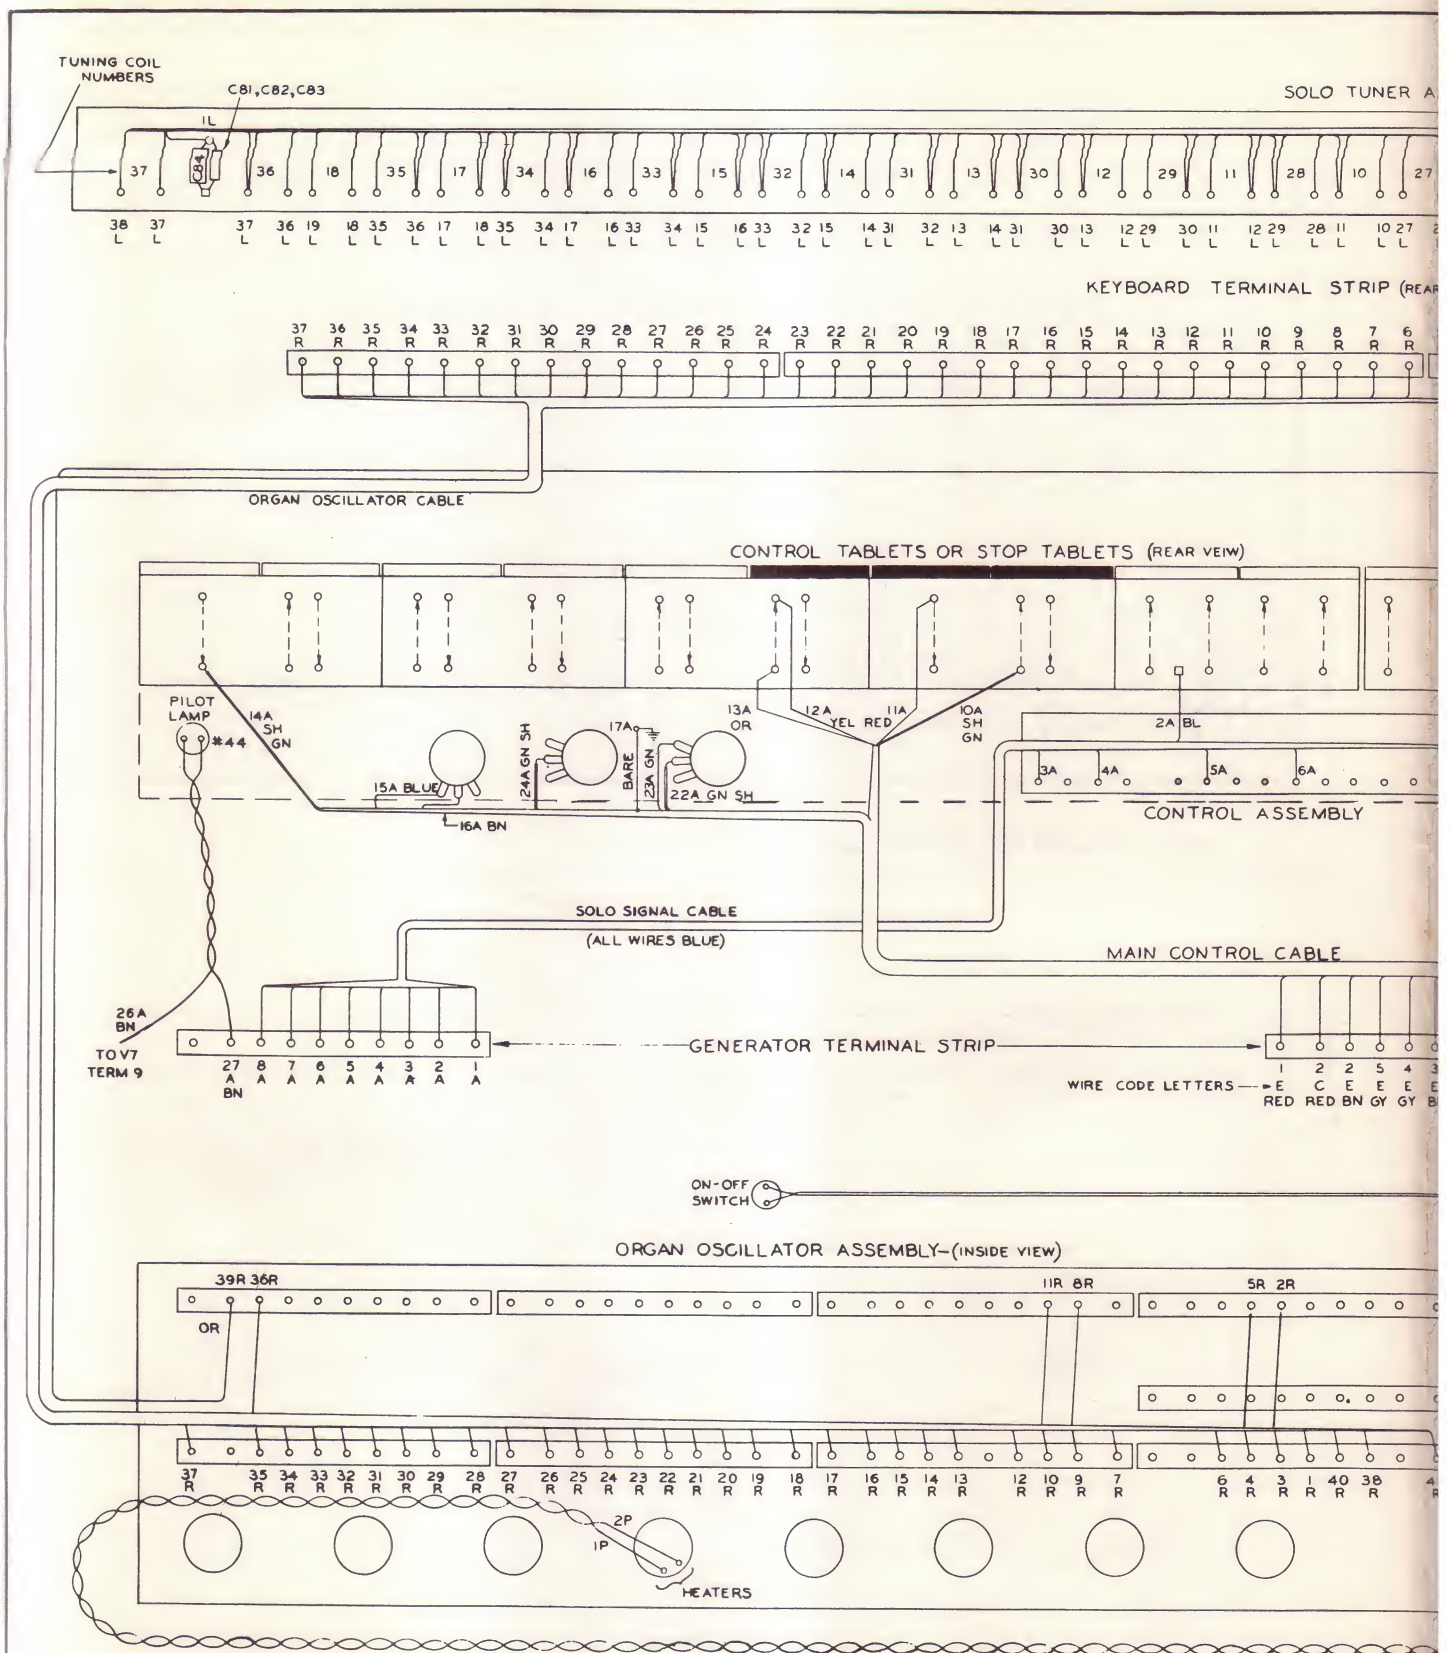 TUNING COIL
NUMBERS
C81,C82,C83
SOLO TUNER A
1L
C84
37 36 18 35 17 34 16 33 15 32 14 31 13 30 12 29 11 28 10 27
38 37 37 36 19 18 35 36 17 18 35 34 17 16 33 34 15 16 33 32 15 14 31 32 13 14 31 30 13 12 29 30 11 12 29 28 11 10 27
L L L L L L L L L L L L L L L L L L L L L L L L L L L L L L L L L L L L L L L
KEYBOARD TERMINAL STRIP (REAR
37 36 35 34 33 32 31 30 29 28 27 26 25 24 23 22 21 20 19 18 17 16 15 14 13 12 11 10 9 8 7 6
R R R R R R R R R R R R R R R R R R R R R R R R R R R R R R R R
ORGAN OSCILLATOR CABLE
CONTROL TABLETS OR STOP TABLETS (REAR VEIW)
PILOT
LAMP
#44
14A
SH
GN
13A
OR
12A
YEL RED
11A
10A
SH
GN
2A BL
15A BLUE
16A BN
24A GN SH
17A
BARE
23A GN
22A GN SH
3A 4A 5A 6A
CONTROL ASSEMBLY
SOLO SIGNAL CABLE
(ALL WIRES BLUE)
MAIN CONTROL CABLE
26A
BN
TO V7
TERM 9
27 8 7 6 5 4 3 2 1
A A A A A A A A A
BN
GENERATOR TERMINAL STRIP
1 2 2 5 4 3
WIRE CODE LETTERS E C E E E E
RED RED BN GY GY B
ON-OFF
SWITCH
ORGAN OSCILLATOR ASSEMBLY-(INSIDE VIEW)
39R 36R 11R 8R 5R 2R
OR
37 35 34 33 32 31 30 29 28 27 26 25 24 23 22 21 20 19 18 17 16 15 14 13 12 10 9 7 6 4 3 1 40 38 4
R R R R R R R R R R R R R R R R R R R R R R R R R R R R R R R R R R R
2P
1P
HEATERS